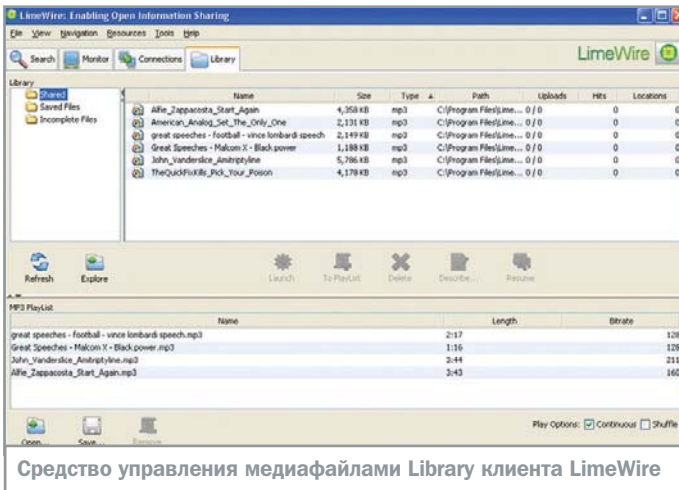 LimeWire: Enabling Open Information Sharing
File View Navigation Resources Tools Help
Search Monitor Connections Library LimeWire
Library
Shared
Saved Files
Incomplete Files
Name Size Type Path Uploads Hits Locations
Alfie_Zappacosta_Start_Again 4,358 KB mp3 C:\Program Files\Lime... 0 / 0 0 0
American_Analog_Set_The_Only_One 2,131 KB mp3 C:\Program Files\Lime... 0 / 0 0 0
great speeches - football - vince lombardi speech 2,149 KB mp3 C:\Program Files\Lime... 0 / 0 0 0
Great Speeches - Malcom X - Black power 1,188 KB mp3 C:\Program Files\Lime... 0 / 0 0 0
John_Vanderslice_Amitriptyline 5,786 KB mp3 C:\Program Files\Lime... 0 / 0 0 0
TheQuickFixKills_Pick_Your_Poison 4,178 KB mp3 C:\Program Files\Lime... 0 / 0 0 0
Refresh Explore Launch To PlayList Delete Describe... Resume
MP3 PlayList
Name Length Bitrate
great speeches - football - vince lombardi speech.mp3 2:17 128
Great Speeches - Malcom X - Black power.mp3 1:16 128
John_Vanderslice_Amitriptyline.mp3 3:44 211
Alfie_Zappacosta_Start_Again.mp3 3:43 160
Open... Save... Remove Play Options: Continuous Shuffle
Средство управления медиафайлами Library клиента LimeWire